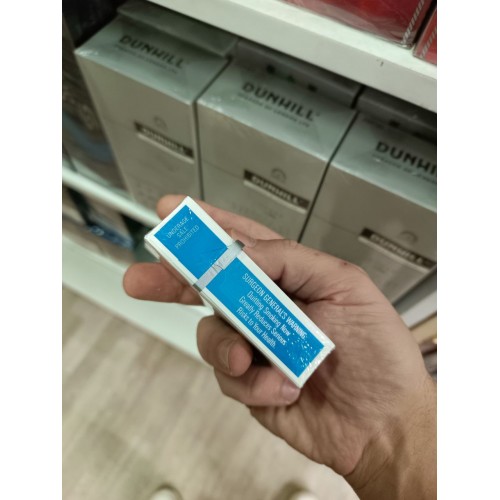 DUNHILL
DUNHILL
DUNHILL
DUNHILL
DUNHILL
UNDERAGE
SALE
PROHIBITED
SURGEON GENERAL'S WARNING:
Quitting Smoking Now
Greatly Reduces Serious
Risks to Your Health.